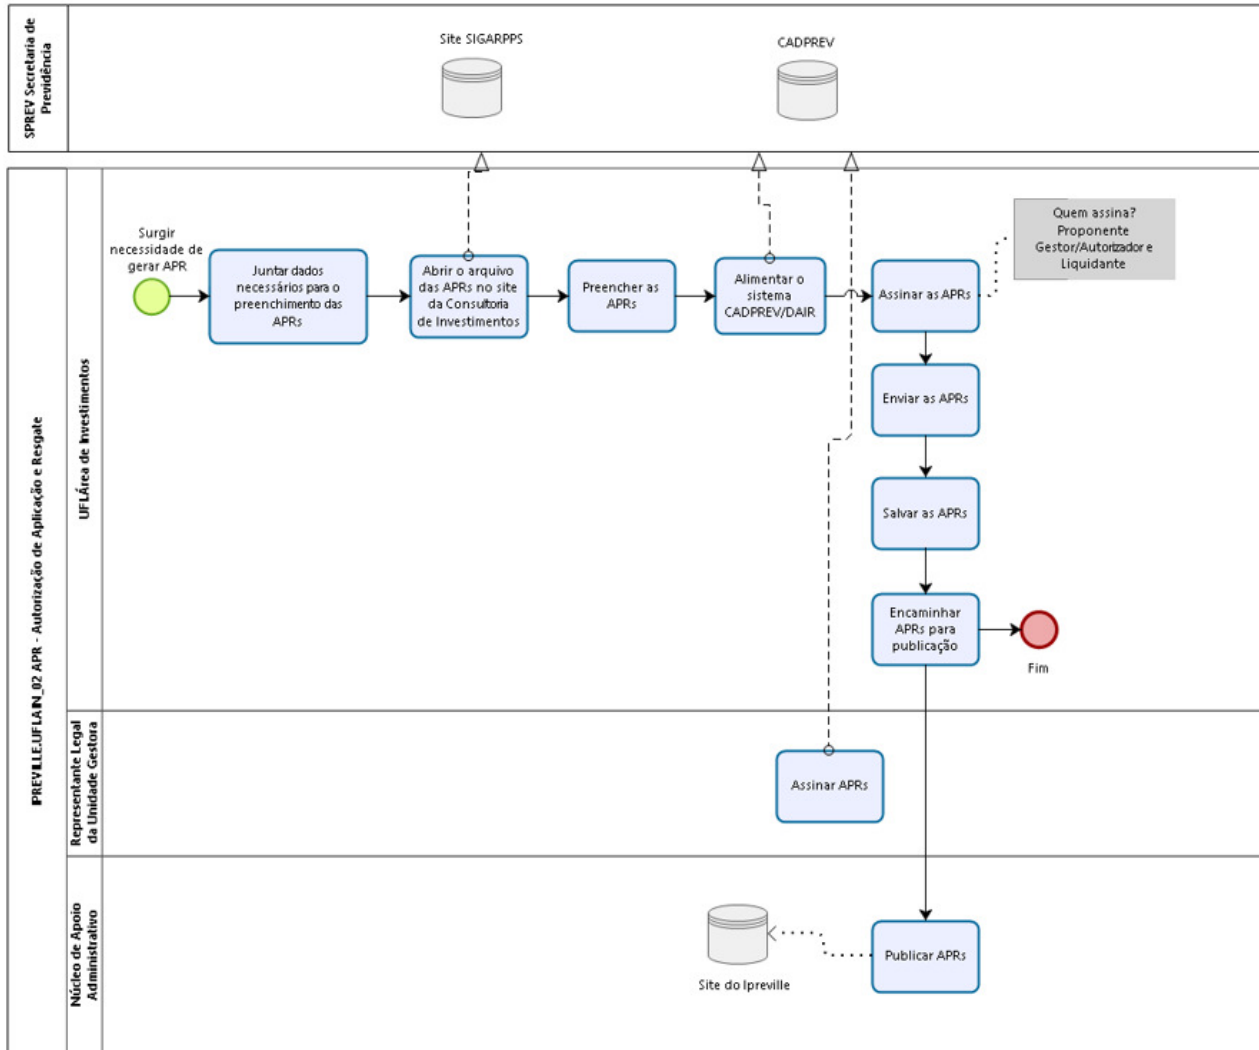 SPREV Secretaria de
Previdência
Site SIGARPPS
CADPREV
IPREVILLE.UFI.AIN_02 APR - Autorização de Aplicação e Resgate
UFI.Área de Investimentos
Surgir
necessidade de
gerar APR
Juntar dados
necessários para o
preenchimento das
APRs
Abrir o arquivo
das APRs no site
da Consultoria
de Investimentos
Preencher as
APRs
Alimentar o
sistema
CADPREV/DAIR
Assinar as APRs
Quem assina?
Proponente
Gestor/Autorizador e
Liquidante
Enviar as APRs
Salvar as APRs
Encaminhar
APRs para
publicação
Fim
Representante Legal
da Unidade Gestora
Assinar APRs
Núcleo de Apoio
Administrativo
Site do Ipreville
Publicar APRs